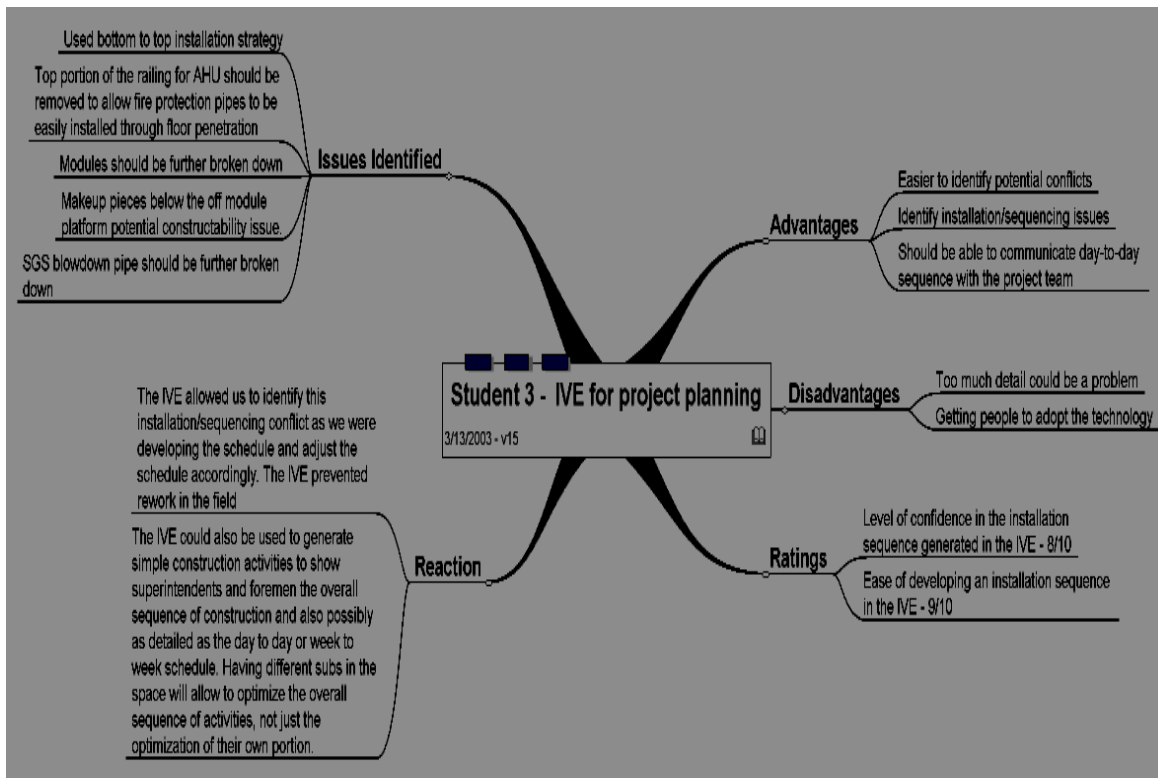 Used bottom to top installation strategy
Top portion of the railing for AHU should be
removed to allow fire protection pipes to be
easily installed through floor penetration
Modules should be further broken down
Makeup pieces below the off module
platform potential constructability issue.
SGS blowdown pipe should be further broken
down
Issues Identified
Advantages
Easier to identify potential conflicts
Identify installation/sequencing issues
Should be able to communicate day-to-day
sequence with the project team
Student 3 - IVE for project planning
3/13/2003 - v15
Disadvantages
Too much detail could be a problem
Getting people to adopt the technology
The IVE allowed us to identify this
installation/sequencing conflict as we were
developing the schedule and adjust the
schedule accordingly. The IVE prevented
rework in the field
The IVE could also be used to generate
simple construction activities to show
superintendents and foremen the overall
sequence of construction and also possibly
as detailed as the day to day or week to
week schedule. Having different subs in the
space will allow to optimize the overall
sequence of activities, not just the
optimization of their own portion.
Reaction
Ratings
Level of confidence in the installation
sequence generated in the IVE - 8/10
Ease of developing an installation sequence
in the IVE - 9/10